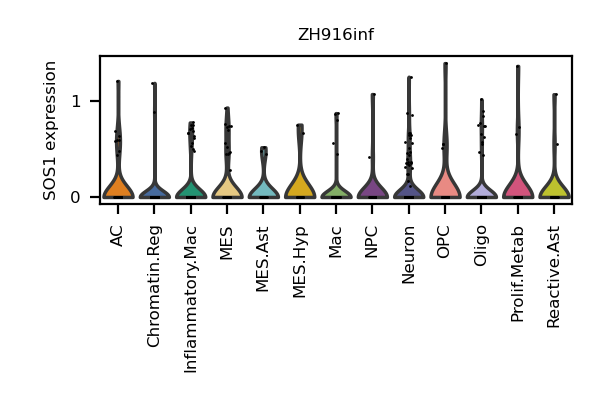 ZH916inf
SOS1 expression
1
0
AC
Chromatin.Reg
Inflammatory.Mac
MES
MES.Ast
MES.Hyp
Mac
NPC
Neuron
OPC
Oligo
Prolif.Metab
Reactive.Ast